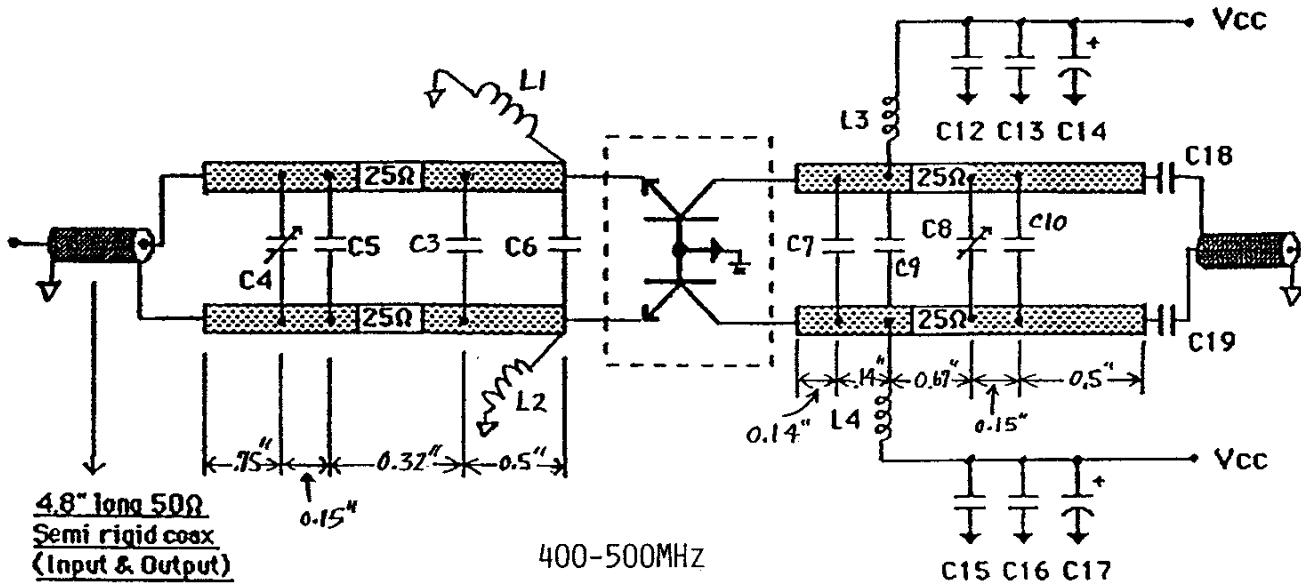 VCC
L1
L3
C12 C13 C14
C18
25Ω
25Ω
C4
C5
C3
C6
C7
C9
C8
C10
25Ω
25Ω
C19
L2
L4
.14"
0.67"
0.5"
0.14"
0.15"
.75"
0.32"
0.5"
0.15"
VCC
4.8" long 50Ω
Semi rigid coax
(Input & Output)
400-500MHz
C15 C16 C17
+
+